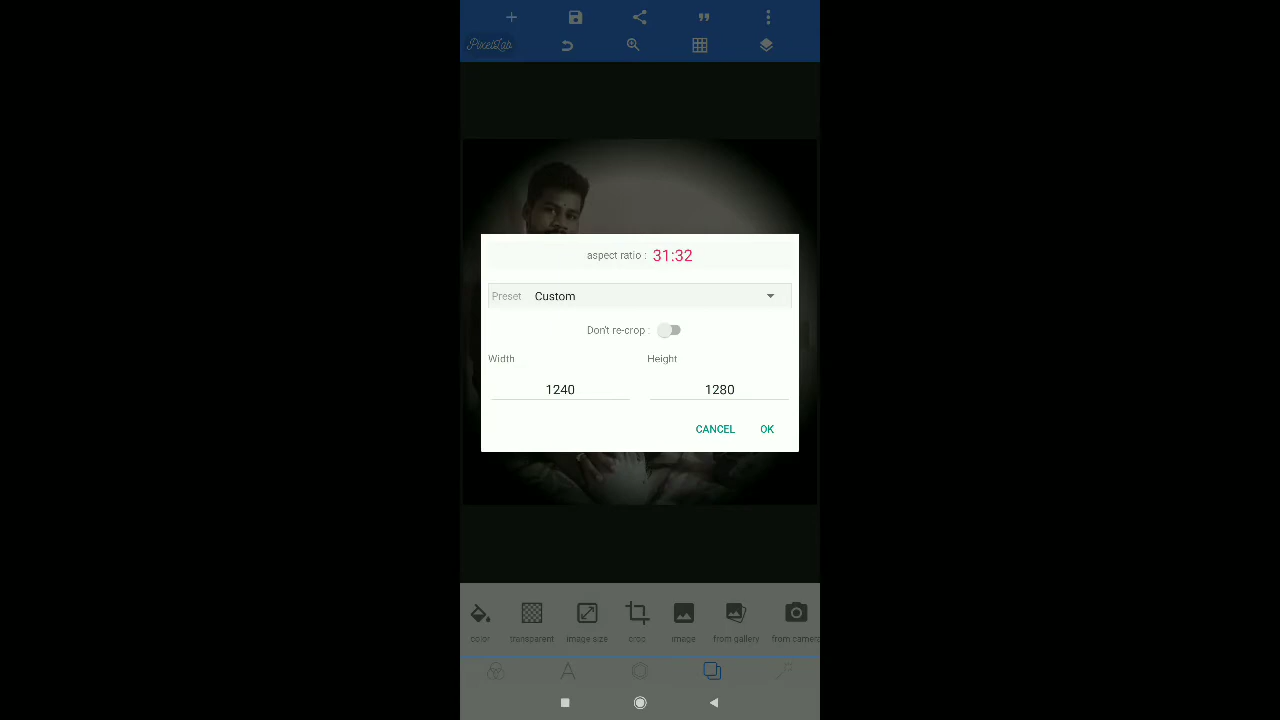 PixelLab
aspect ratio : 31:32
Preset Custom
Don't re-crop :
Width Height
1240 1280
CANCEL OK
color transparent image size crop image from gallery from camera